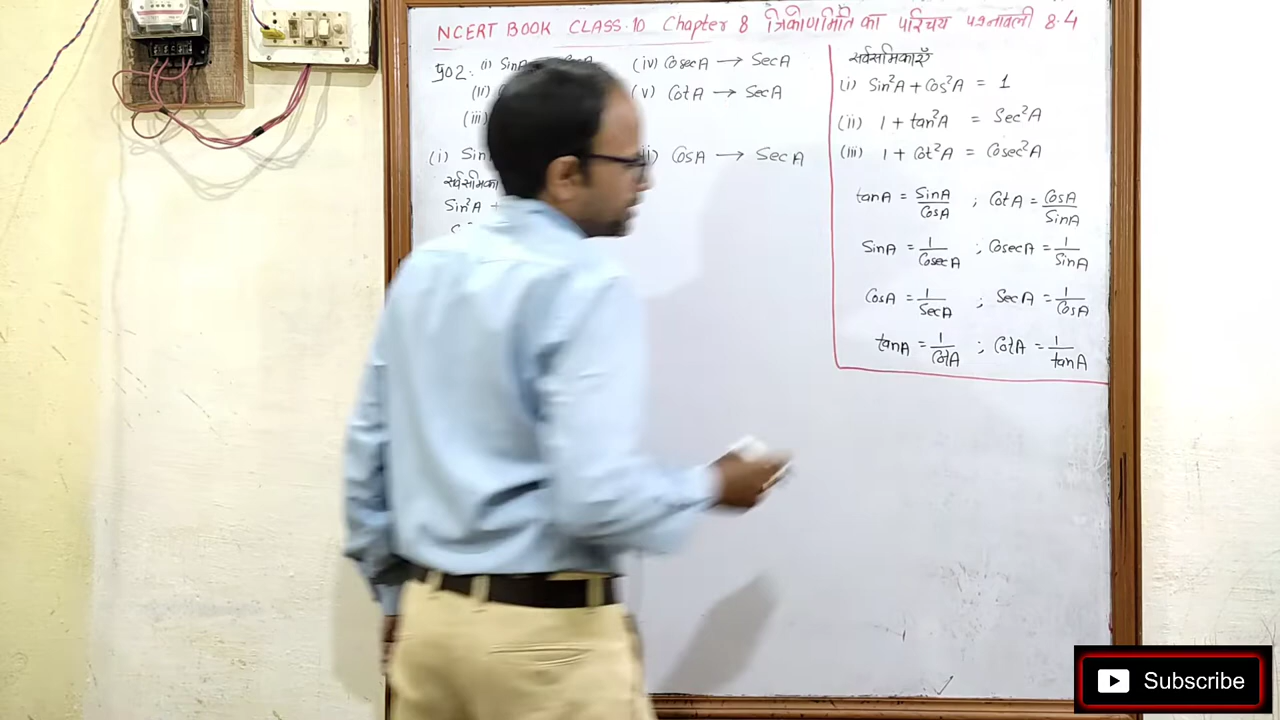 NCERT BOOK CLASS-10 Chapter 8 त्रिकोणमिति का परिचय प्रश्नावली 8.4
प्र02. (i) SinA
(iv) CosecA → SecA
(ii)
(v) CotA → SecA
(iii)
(i) Sin
CosA → SecA
सर्वसमिका
Sin²A +
सर्वसमिकाएँ
(i) Sin²A + Cos²A = 1
(ii) 1 + tan²A = Sec²A
(iii) 1 + Cot²A = Cosec²A
tanA = SinA/CosA ; CotA = CosA/SinA
SinA = 1/CosecA ; CosecA = 1/SinA
CosA = 1/SecA ; SecA = 1/CosA
tanA = 1/CotA ; CotA = 1/tanA
Subscribe